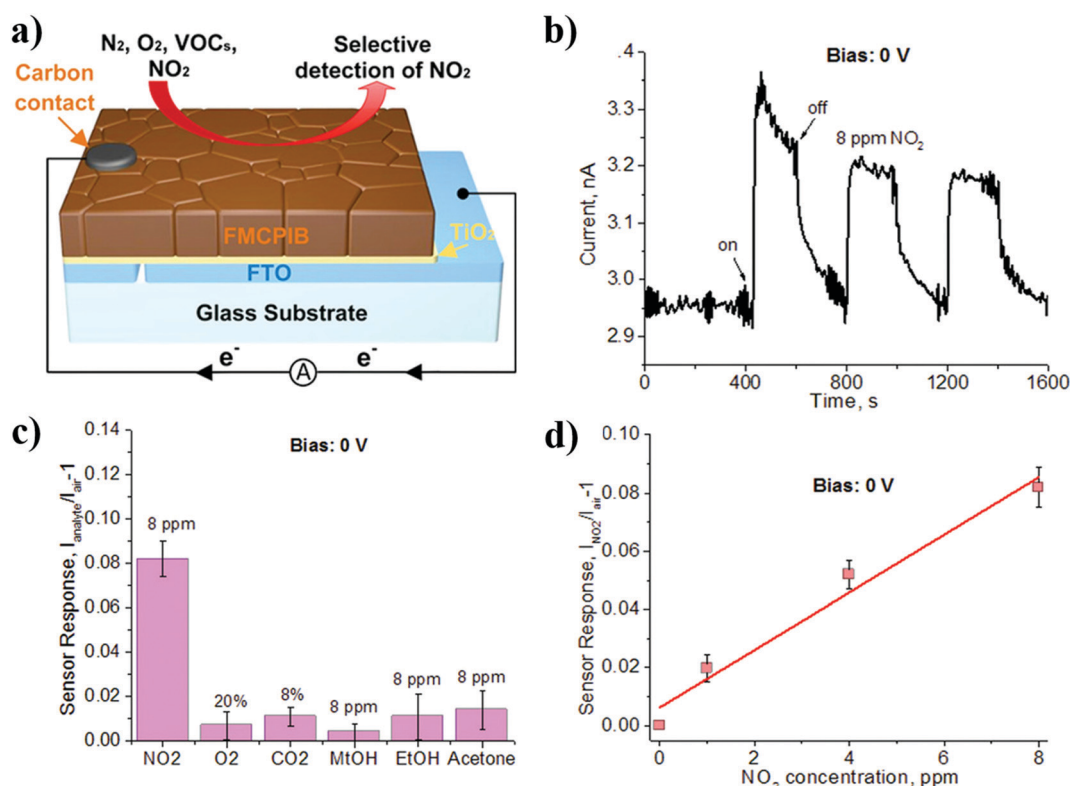 a)
N₂, O₂, VOCₛ,
NO₂
Selective
detection of NO₂
Carbon
contact
FMCPIB
TiO₂
FTO
Glass Substrate
e⁻
A
e⁻
b)
Bias: 0 V
.4
3.3
3.2
3.1
3.0
2.9
Current, nA
on
off
8 ppm NO₂
0
400
800
1200
1600
Time, s
c)
Bias: 0 V
0.14
0.12
0.10
0.08
0.06
0.04
0.02
0.00
Sensor Response, I_analyte/I_air-1
8 ppm
20%
8%
8 ppm
8 ppm
8 ppm
NO2
O2
CO2
MtOH
EtOH
Acetone
d)
Bias: 0 V
0.10
0.08
0.06
0.04
0.02
0.00
Sensor Response, I_NO2/I_air-1
0
2
4
6
8
NO₂ concentration, ppm